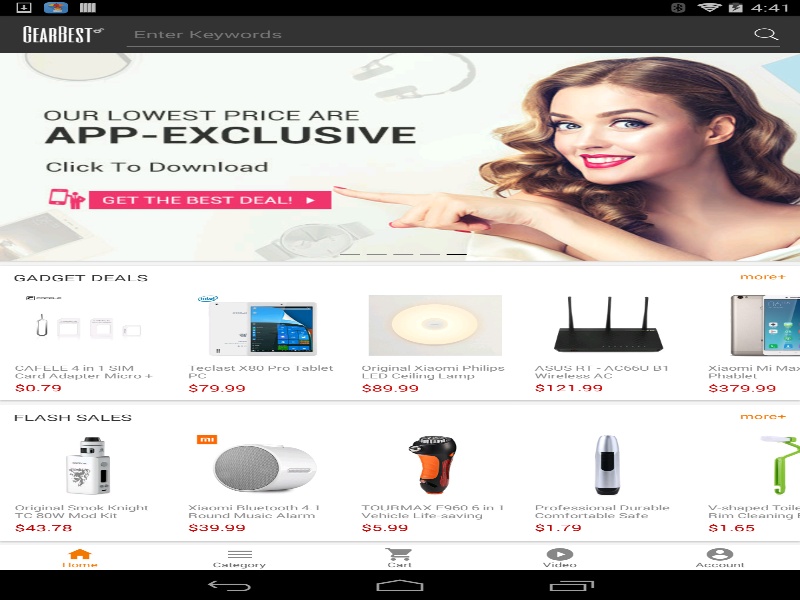 4:41
GEARBEST
Enter Keywords
OUR LOWEST PRICE ARE
APP-EXCLUSIVE
Click To Download
GET THE BEST DEAL!
GADGET DEALS
more+
CAFELE
intel
CAFELE 4 in 1 SIM
Card Adapter Micro +
$0.79
Teclast X80 Pro Tablet
PC
$79.99
Original Xiaomi Philips
LED Ceiling Lamp
$89.99
ASUS RT - AC66U B1
Wireless AC
$121.99
Xiaomi Mi Max
Phablet
$379.99
FLASH SALES
more+
mi
Original Smok Knight
TC 80W Mod Kit
$43.78
Xiaomi Bluetooth 4.1
Round Music Alarm
$39.99
TOURMAX F960 6 in 1
Vehicle Life-saving
$5.99
Professional Durable
Comfortable Safe
$1.79
V-shaped Toile
Rim Cleaning
$1.65
Home
Category
Cart
Video
Account